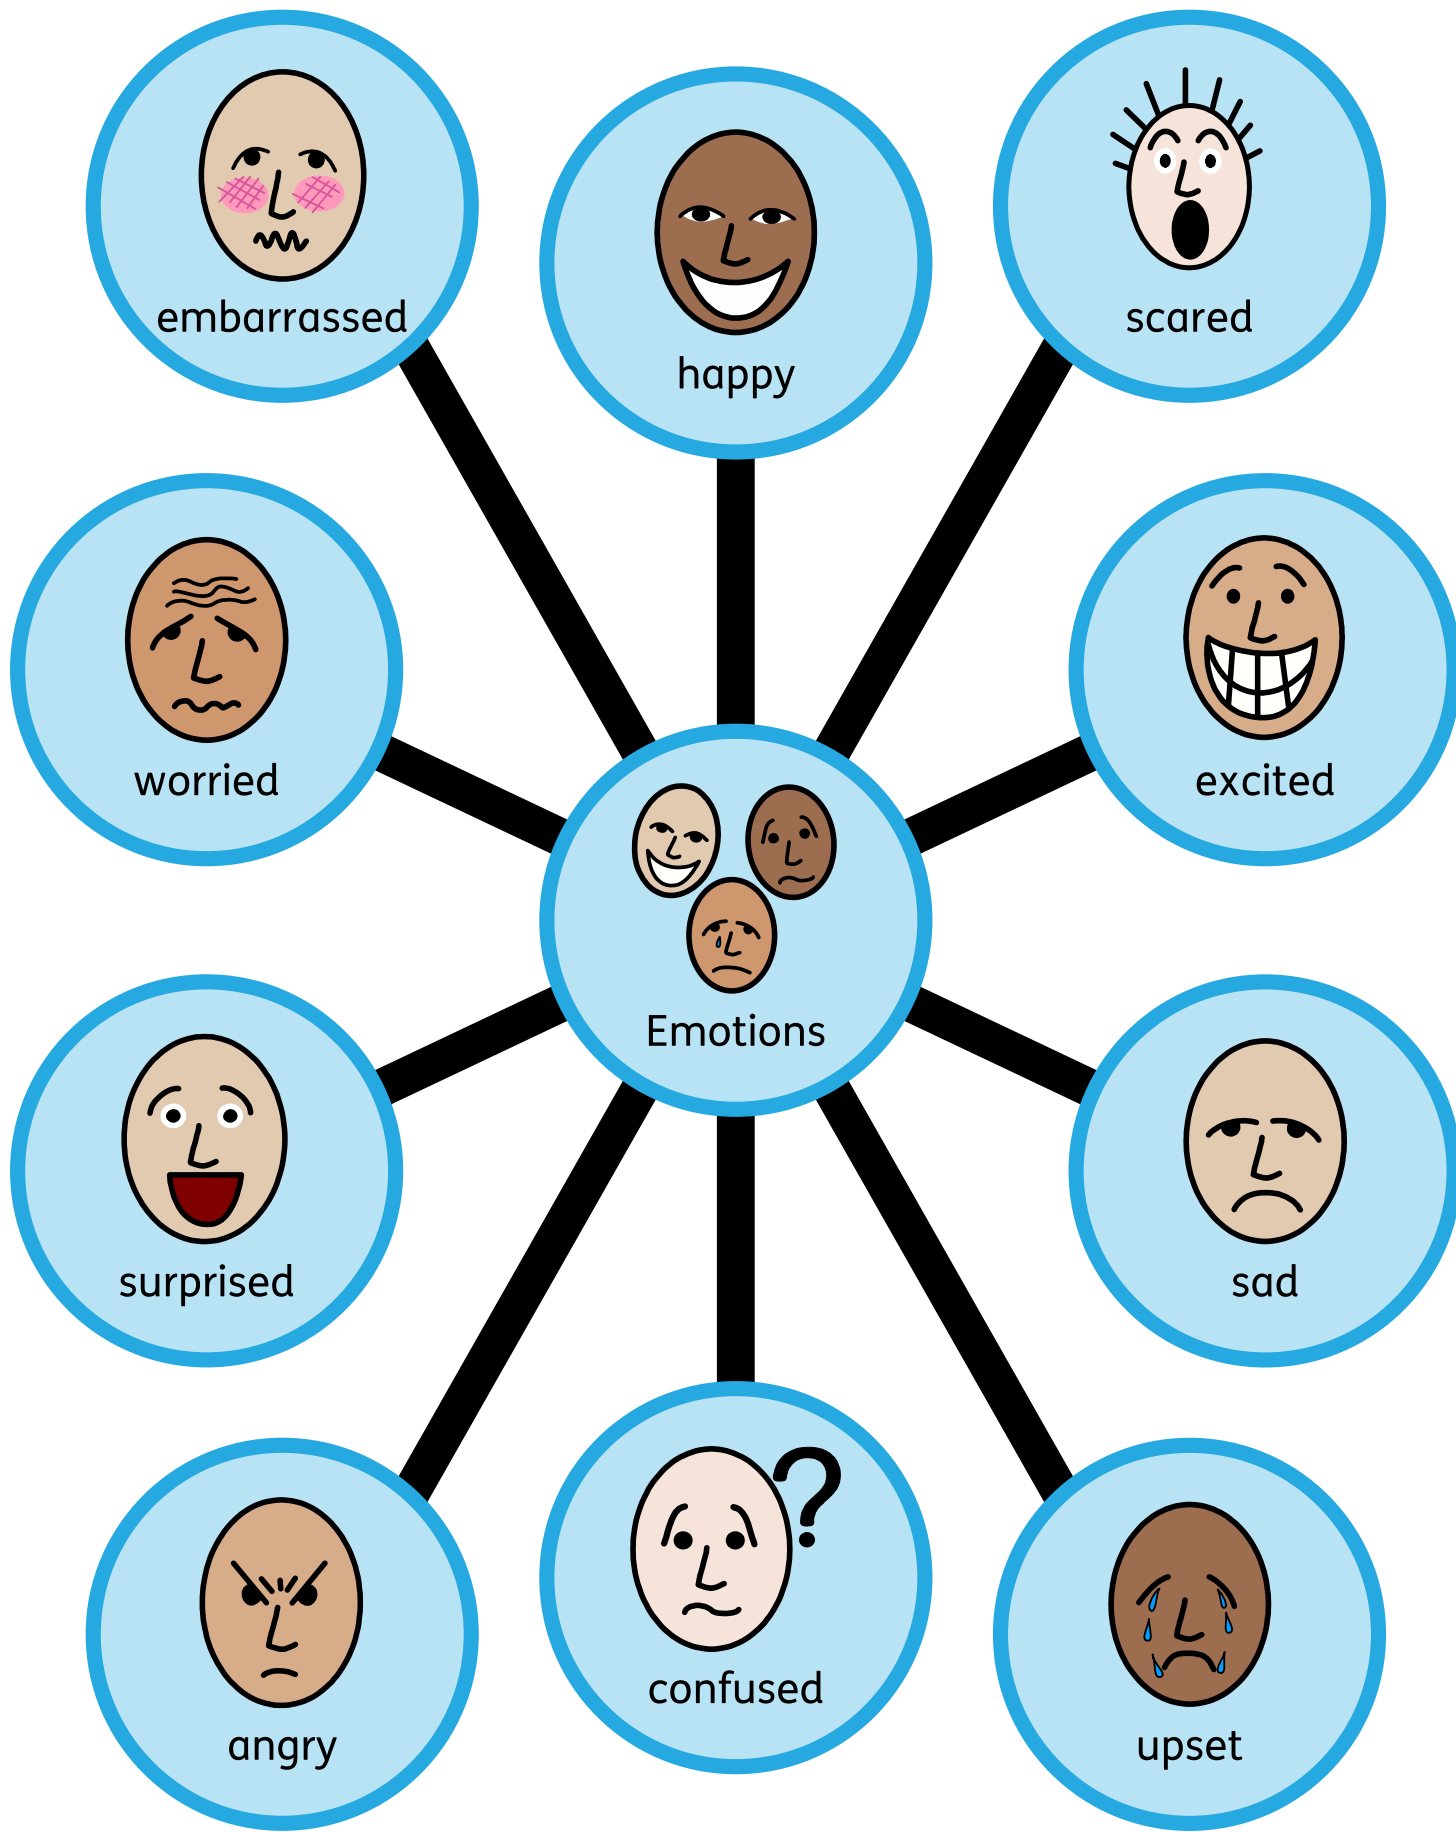 embarrassed
happy
scared
worried
excited
Emotions
surprised
sad
?
angry
confused
upset